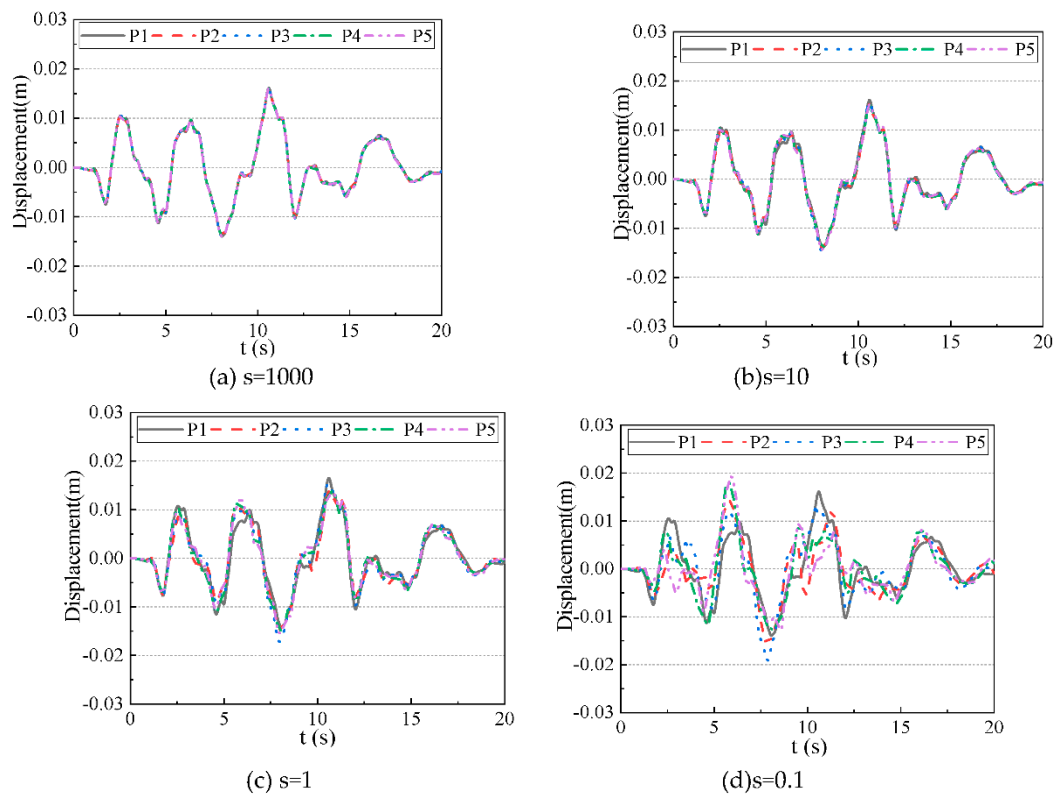 0.03
P1 P2 P3 P4 P5
0.02
0.01
0.00
-0.01
-0.02
-0.03
Displacement(m)
0 5 10 15 20
t (s)
(a) s=1000
0.03
P1 P2 P3 P4 P5
0.02
0.01
0.00
-0.01
-0.02
-0.03
Displacement(m)
0 5 10 15 20
t (s)
(b)s=10
0.03
P1 P2 P3 P4 P5
0.02
0.01
0.00
-0.01
-0.02
-0.03
Displacement(m)
0 5 10 15 20
t (s)
(c) s=1
0.03
P1 P2 P3 P4 P5
0.02
0.01
0.00
-0.01
-0.02
-0.03
Displacement(m)
0 5 10 15 20
t (s)
(d)s=0.1